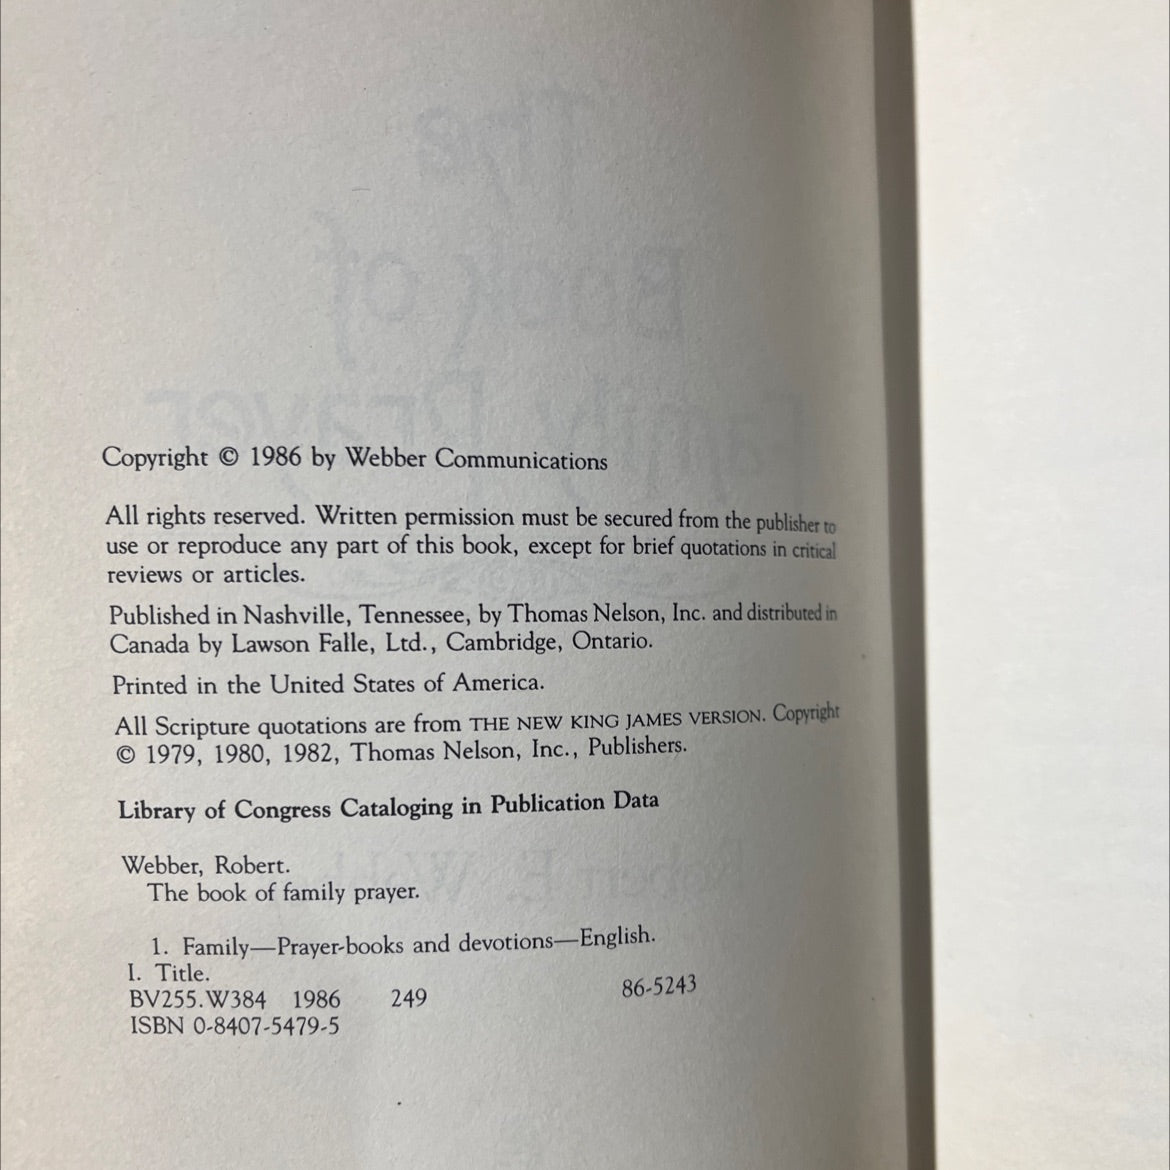 Copyright © 1986 by Webber Communications
All rights reserved. Written permission must be secured from the publisher to
use or reproduce any part of this book, except for brief quotations in critical
reviews or articles.
Published in Nashville, Tennessee, by Thomas Nelson, Inc. and distributed in
Canada by Lawson Falle, Ltd., Cambridge, Ontario.
Printed in the United States of America.
All Scripture quotations are from THE NEW KING JAMES VERSION. Copyright
© 1979, 1980, 1982, Thomas Nelson, Inc., Publishers.
Library of Congress Cataloging in Publication Data
Webber, Robert.
The book of family prayer.
1. Family—Prayer-books and devotions—English.
I. Title.
BV255.W384 1986 249 86-5243
ISBN 0-8407-5479-5